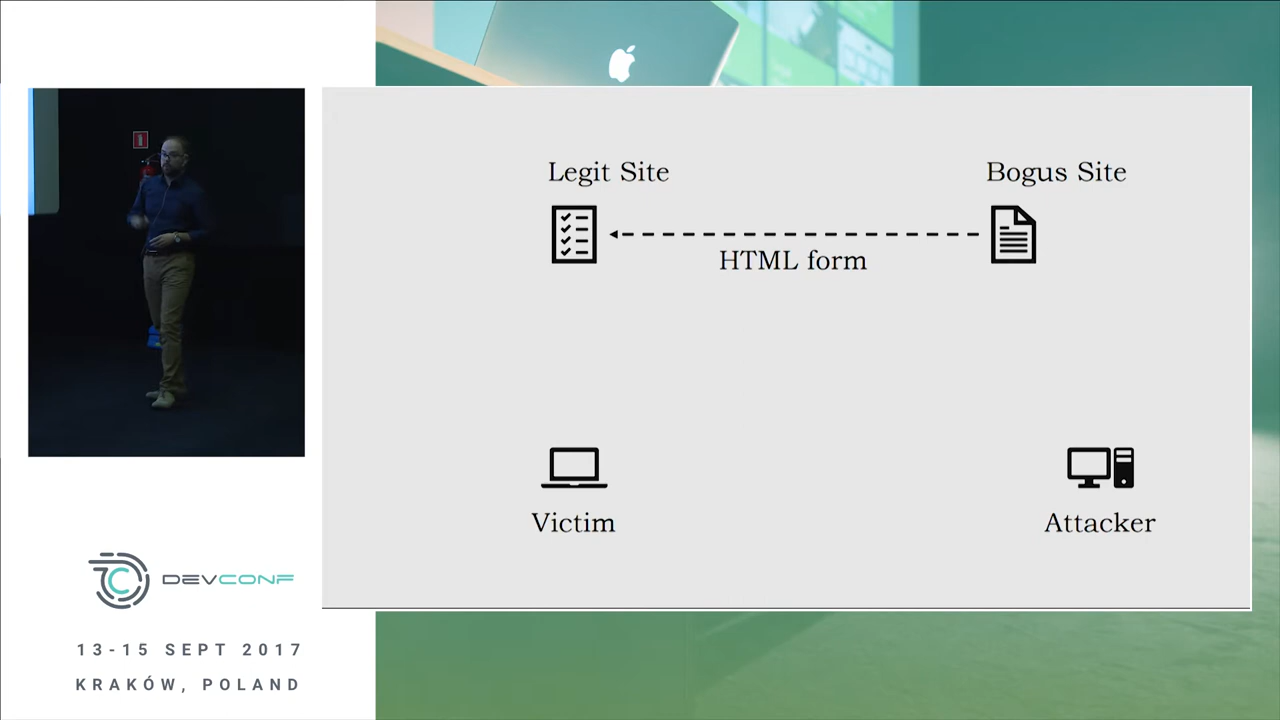 Legit Site
Bogus Site
HTML form
Victim
Attacker
DEVCONF
13-15 SEPT 2017
KRAKÓW, POLAND